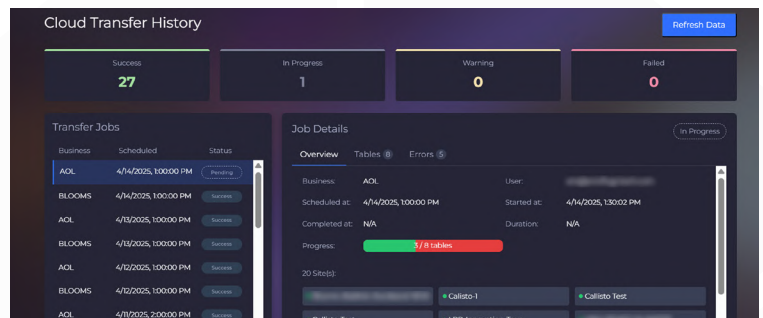 Cloud Transfer History
Refresh Data
Success
27
In Progress
1
Warning
0
Failed
0
Transfer Jobs
Business Scheduled Status
AOL 4/14/2025, 1:00:00 PM Pending
BLOOMS 4/14/2025, 1:00:00 PM Success
AOL 4/13/2025, 1:00:00 PM Success
BLOOMS 4/13/2025, 1:00:00 PM Success
AOL 4/12/2025, 1:00:00 PM Success
BLOOMS 4/12/2025, 1:00:00 PM Success
AOL 4/11/2025, 2:00:00 PM
Job Details
In Progress
Overview Tables 8 Errors 5
Business: AOL User:
Scheduled at: 4/14/2025, 1:00:00 PM Started at: 4/14/2025, 1:30:02 PM
Completed at: N/A Duration: N/A
Progress: 3 / 8 tables
20 Site(s):
Calisto-1 Callisto Test